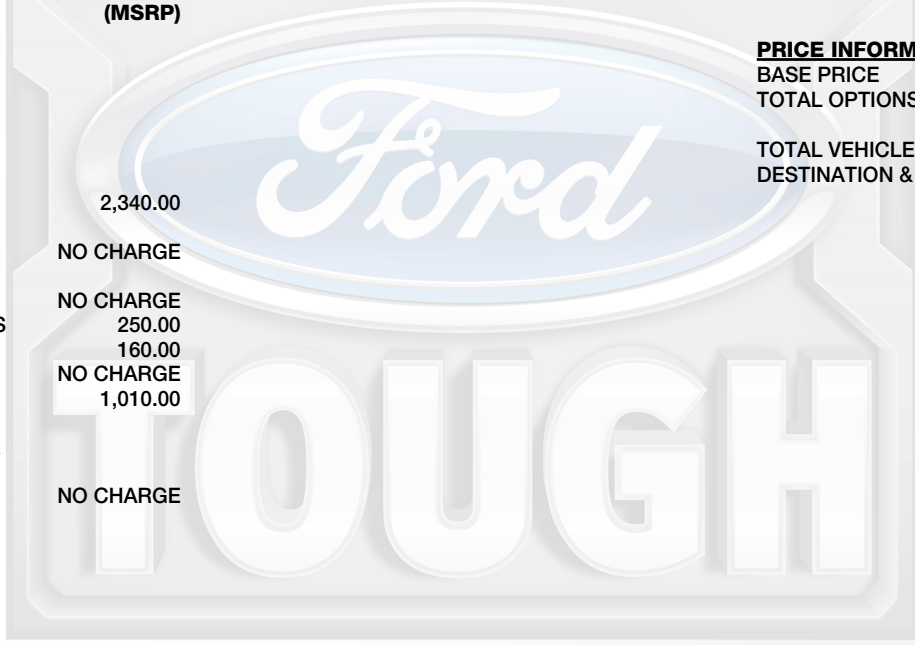 (MSRP)
2,340.00
NO CHARGE
NO CHARGE
S 250.00
160.00
NO CHARGE
1,010.00
NO CHARGE
PRICE INFORM
BASE PRICE
TOTAL OPTIONS
TOTAL VEHICLE
DESTINATION &
Ford
TOUGH